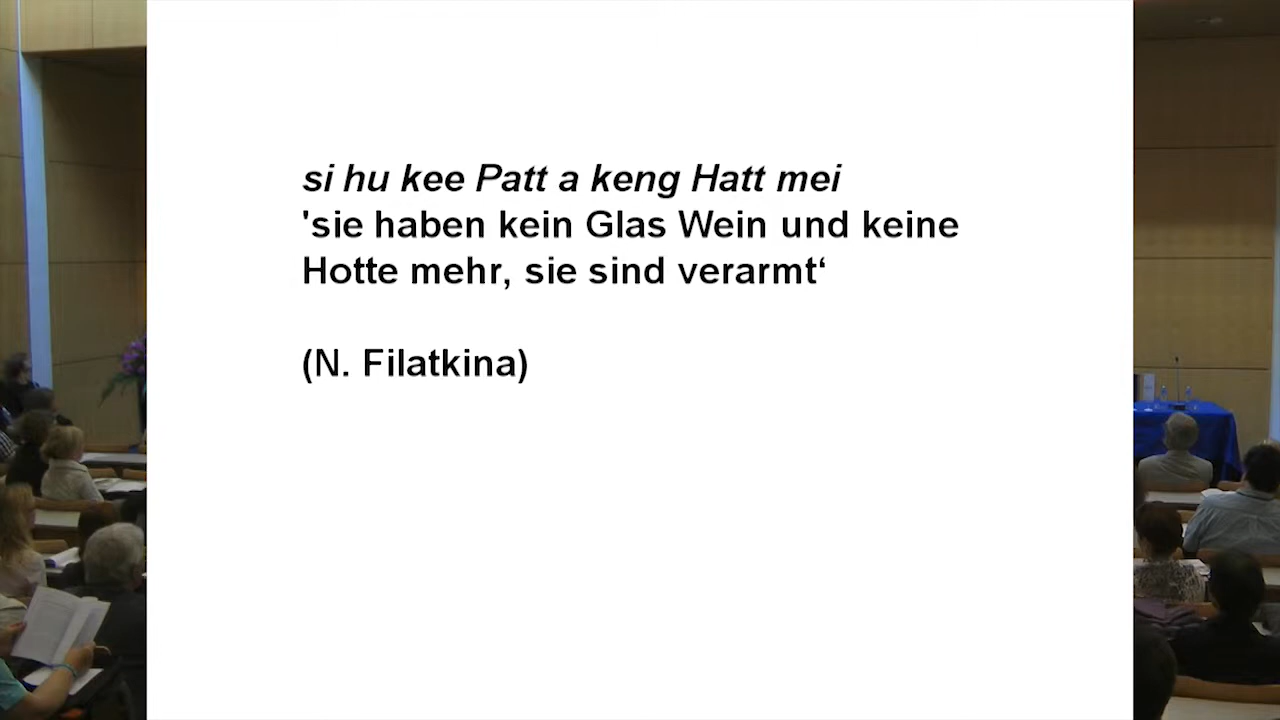 si hu kee Patt a keng Hatt mei
'sie haben kein Glas Wein und keine
Hotte mehr, sie sind verarmt‘
(N. Filatkina)